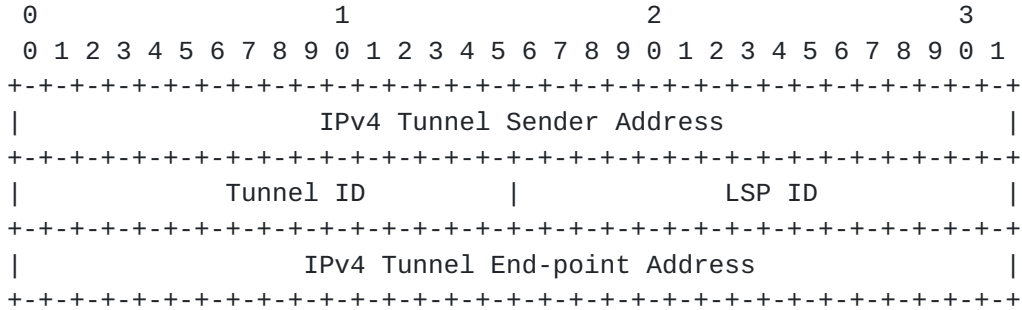 0                   1                   2                   3
 0 1 2 3 4 5 6 7 8 9 0 1 2 3 4 5 6 7 8 9 0 1 2 3 4 5 6 7 8 9 0 1
+-+-+-+-+-+-+-+-+-+-+-+-+-+-+-+-+-+-+-+-+-+-+-+-+-+-+-+-+-+-+-+-+
|                   IPv4 Tunnel Sender Address                  |
+-+-+-+-+-+-+-+-+-+-+-+-+-+-+-+-+-+-+-+-+-+-+-+-+-+-+-+-+-+-+-+-+
|             Tunnel ID         |             LSP ID            |
+-+-+-+-+-+-+-+-+-+-+-+-+-+-+-+-+-+-+-+-+-+-+-+-+-+-+-+-+-+-+-+-+
|                  IPv4 Tunnel End-point Address                |
+-+-+-+-+-+-+-+-+-+-+-+-+-+-+-+-+-+-+-+-+-+-+-+-+-+-+-+-+-+-+-+-+